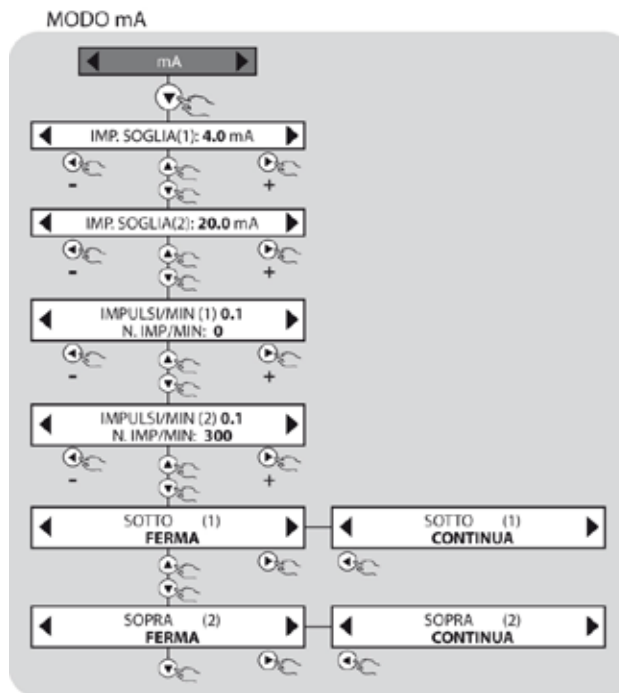 MODO mA
mA
IMP. SOGLIA(1): 4.0 mA
- +
IMP. SOGLIA(2): 20.0 mA
- +
IMPULSI/MIN (1) 0.1
N. IMP/MIN: 0
- +
IMPULSI/MIN (2) 0.1
N. IMP/MIN: 300
- +
SOTTO (1)
FERMA
SOTTO (1)
CONTINUA
SOPRA (2)
FERMA
SOPRA (2)
CONTINUA